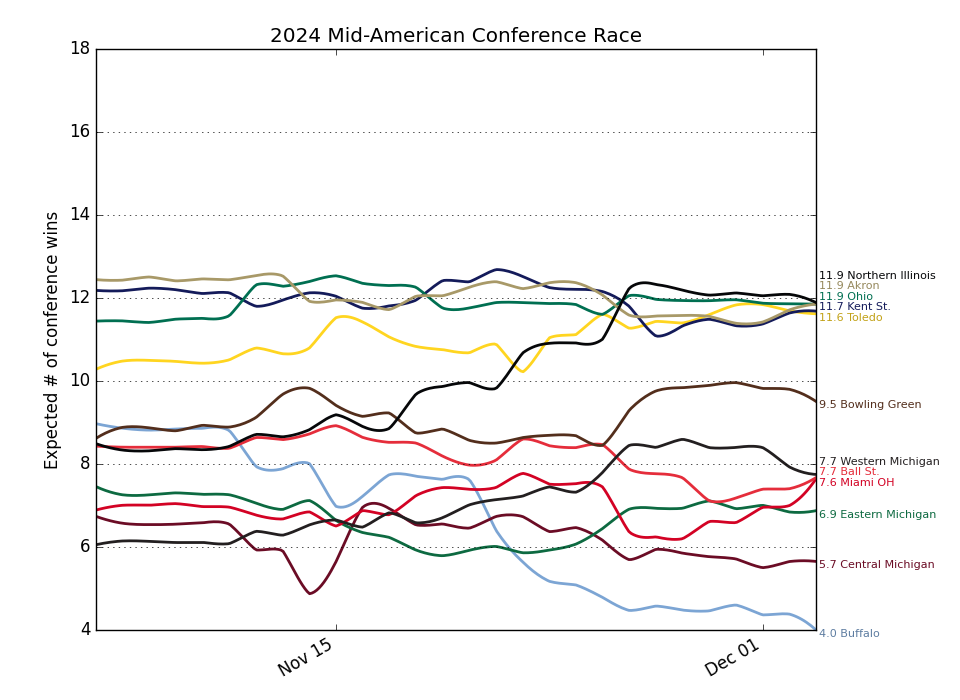 2024 Mid-American Conference Race
Expected # of conference wins
18
16
14
12
10
8
6
4
Nov 15
Dec 01
11.9 Northern Illinois
11.9 Akron
11.9 Ohio
11.7 Kent St.
11.6 Toledo
9.5 Bowling Green
7.7 Western Michigan
7.7 Ball St.
7.6 Miami OH
6.9 Eastern Michigan
5.7 Central Michigan
4.0 Buffalo